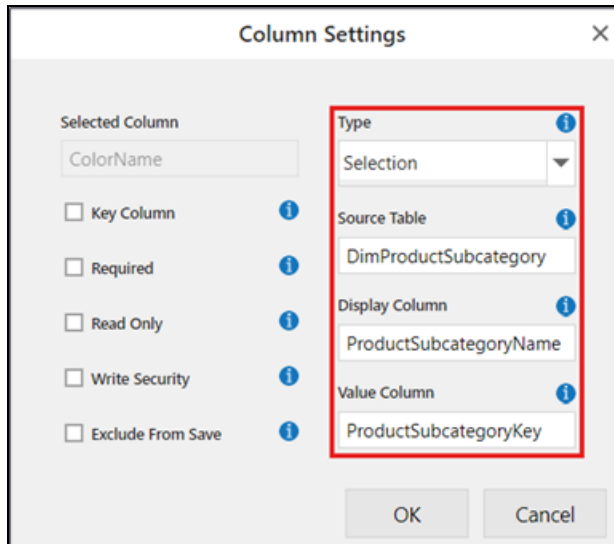 Column Settings
Selected Column
ColorName
Key Column
Required
Read Only
Write Security
Exclude From Save
Type
Selection
Source Table
DimProductSubcategory
Display Column
ProductSubcategoryName
Value Column
ProductSubcategoryKey
OK
Cancel